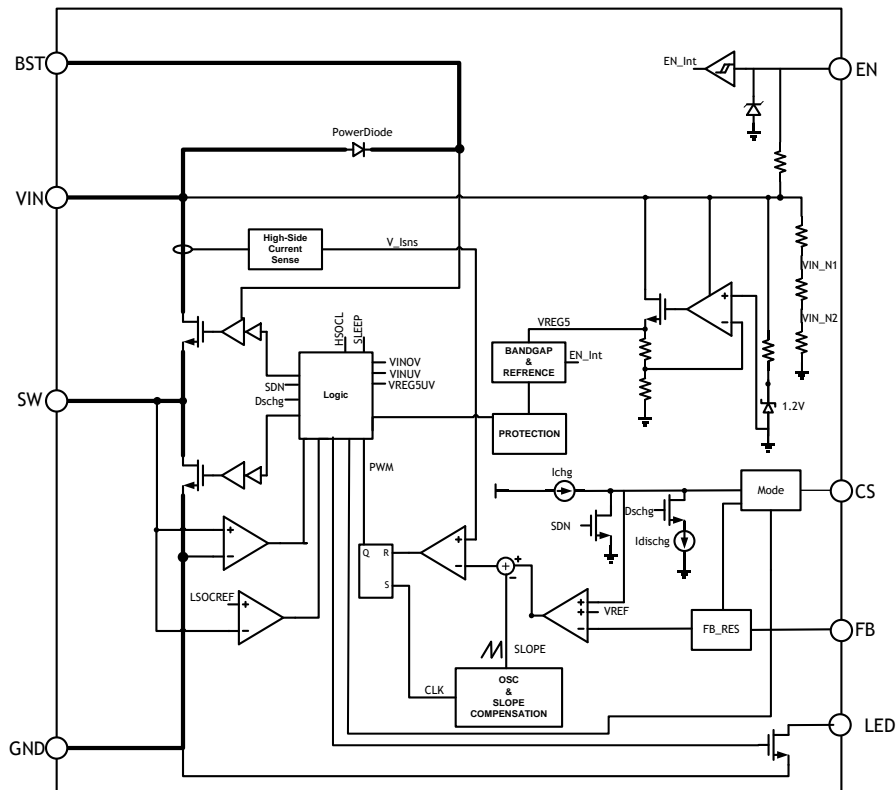 BST
EN_Int
EN
PowerDiode
VIN
High-Side
Current
Sense
V_Isns
VIN_N1
VIN_N2
HSOCL
SLEEP
VREG5
BANDGAP
&
REFRENCE
EN_Int
VINOV
VINUV
VREG5UV
Logic
SDN
Dschg
SW
1.2V
PROTECTION
PWM
Ichg
Mode
CS
SDN
Dschg
Idischg
+
-
+
-
Q
R
S
+
-
+
+
-
+
+
-
VREF
LSOCREF
+
-
+
-
FB_RES
FB
SLOPE
CLK
OSC
&
SLOPE
COMPENSATION
LED
GND